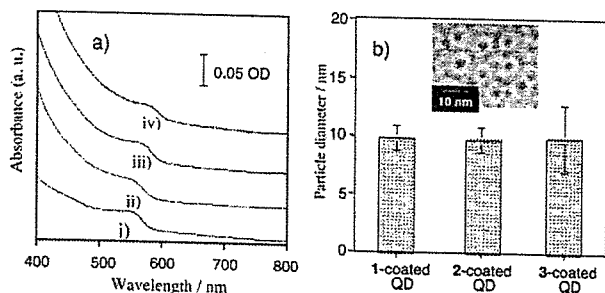 a)
0.05 OD
iv)
iii)
ii)
i)
Absorbance (a. u.)
400 500 600 700 800
Wavelength / nm
b)
10 nm
Particle diameter / nm
20
15
10
5
0
1-coated QD
2-coated QD
3-coated QD